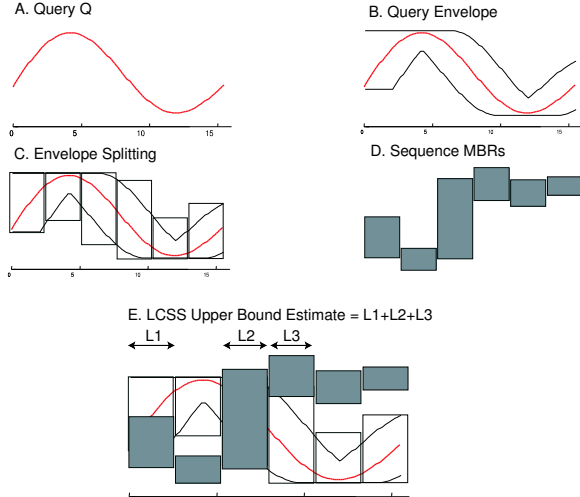 A. Query Q
B. Query Envelope
0 5 10 15
0 5 10 15
C. Envelope Splitting
D. Sequence MBRs
0 5 10 15
E. LCSS Upper Bound Estimate = L1+L2+L3
L1 L2 L3